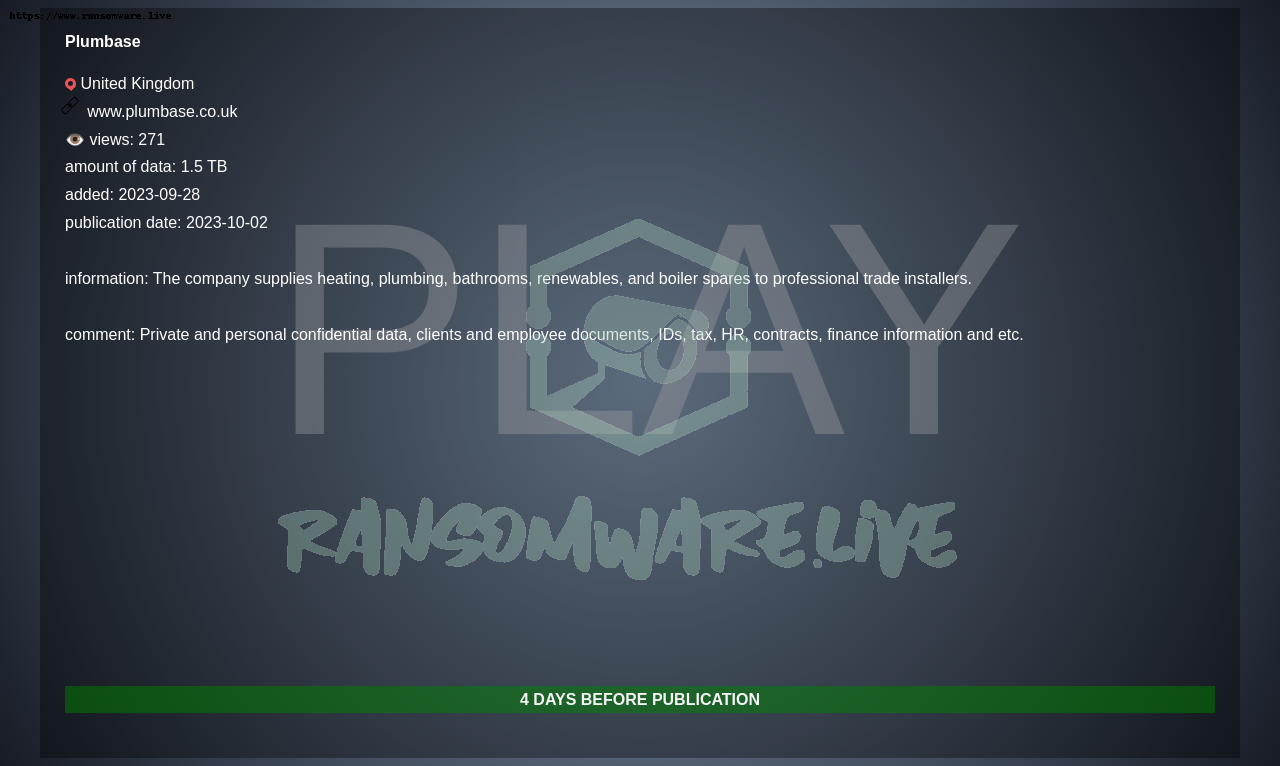 https://www.ransomware.live
Plumbase
United Kingdom
www.plumbase.co.uk
views: 271
amount of data: 1.5 TB
added: 2023-09-28
publication date: 2023-10-02
PLAY
information: The company supplies heating, plumbing, bathrooms, renewables, and boiler spares to professional trade installers.
comment: Private and personal confidential data, clients and employee documents, IDs, tax, HR, contracts, finance information and etc.
RANSOMWARE.LIVE
4 DAYS BEFORE PUBLICATION